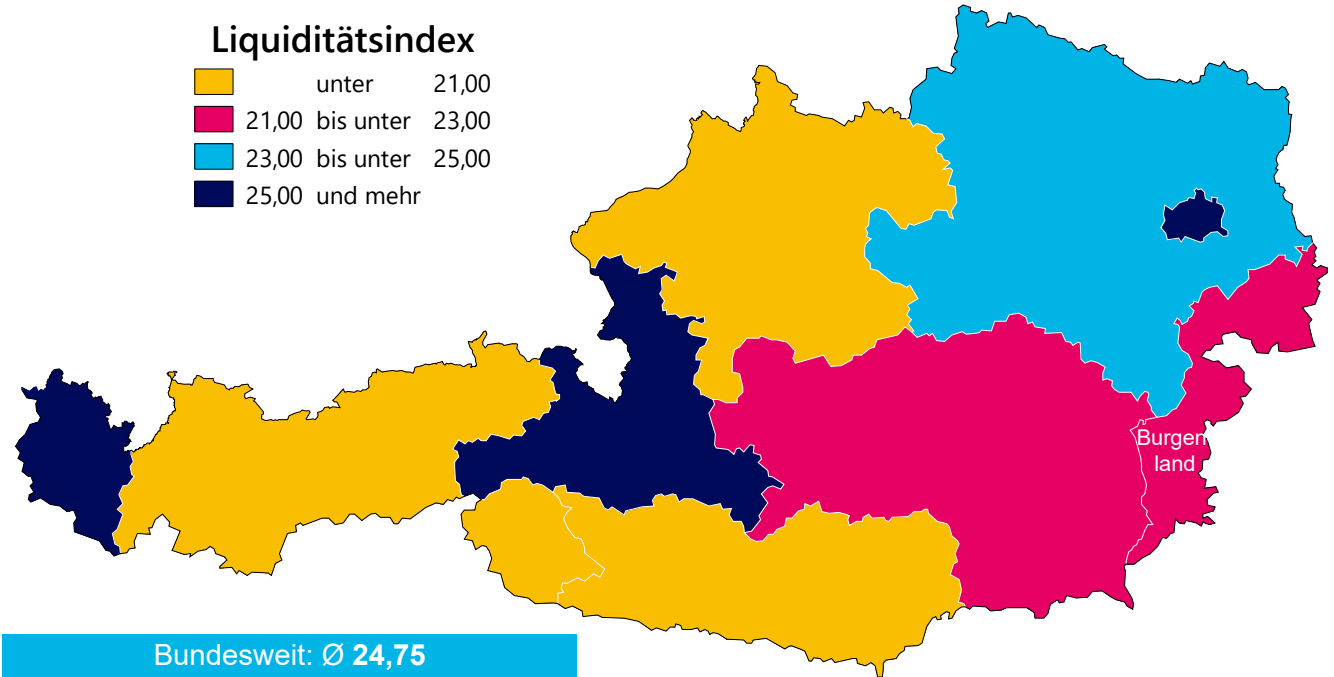 Liquiditätsindex
unter 21,00
21,00 bis unter 23,00
23,00 bis unter 25,00
25,00 und mehr
Burgen
land
Bundesweit: Ø 24,75